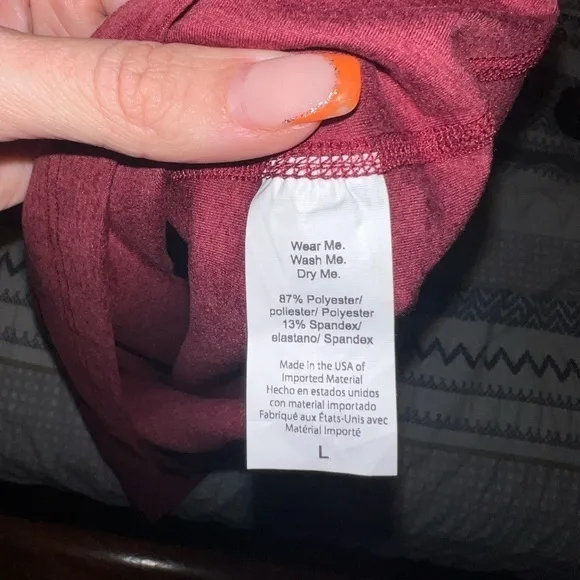 Wear Me.
Wash Me.
Dry Me.
87% Polyester/
poliester/ Polyester
13% Spandex/
elastano/ Spandex
Made in the USA of
Imported Material
Hecho en estados unidos
con material importado
Fabriqué aux États-Unis avec
Matérial Importé
L